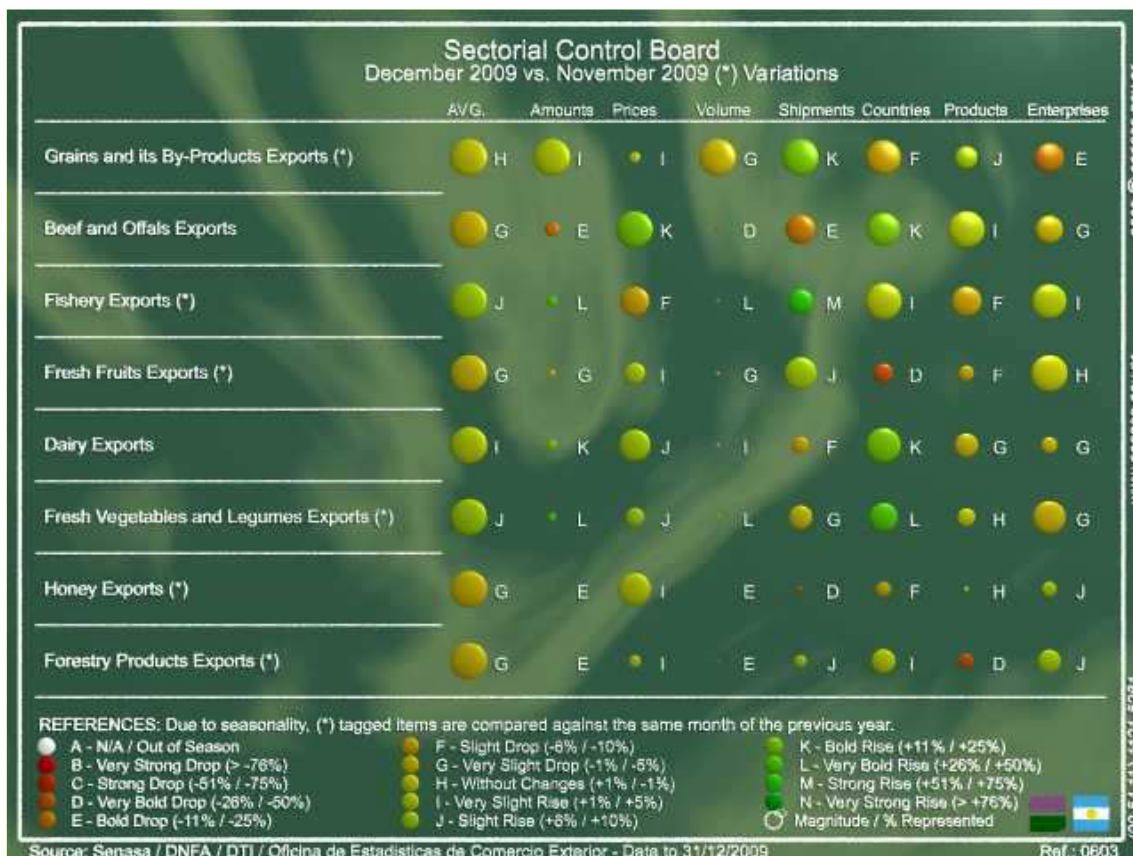 Sectorial Control Board
December 2009 vs. November 2009 (*) Variations
AVG. Amounts Prices Volume Shipments Countries Products Enterprises
Grains and its By-Products Exports (*) H I I G K F J E
Beef and Offals Exports G E K D E K I G
Fishery Exports (*) J L F L M I F I
Fresh Fruits Exports (*) G G I G J D F H
Dairy Exports I K J I F K G G
Fresh Vegetables and Legumes Exports (*) J L J L G L H G
Honey Exports (*) G E I E D F H J
Forestry Products Exports (*) G E I E J I D J
REFERENCES: Due to seasonality, (*) tagged items are compared against the same month of the previous year.
A - N/A / Out of Season F - Slight Drop (-6% / -10%) K - Bold Rise (+11% / +25%)
B - Very Strong Drop (> -76%) G - Very Slight Drop (-1% / -5%) L - Very Bold Rise (+26% / +50%)
C - Strong Drop (-51% / -75%) H - Without Changes (+1% / -1%) M - Strong Rise (+51% / +75%)
D - Very Bold Drop (-26% / -50%) I - Very Slight Rise (+1% / +5%) N - Very Strong Rise (> +76%)
E - Bold Drop (-11% / -25%) J - Slight Rise (+6% / +10%) Magnitude / % Represented
Source: Senasa / DNFA / DTI / Oficina de Estadisticas de Comercio Exterior - Data to 31/12/2009 Ref.: 0603